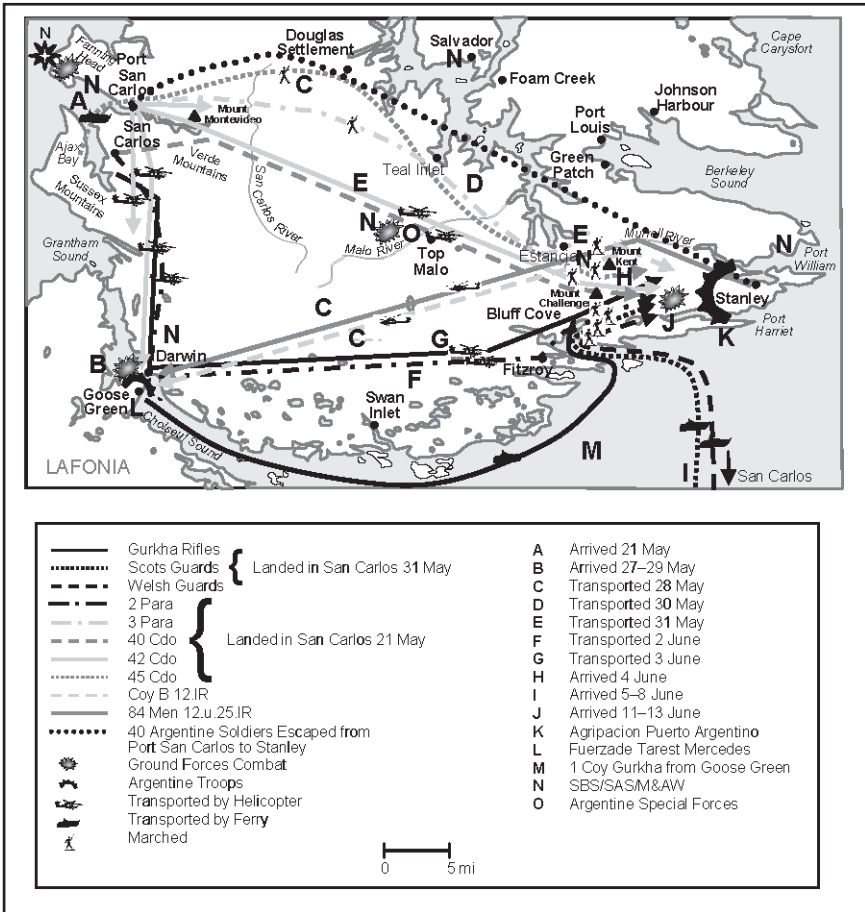 N
Fanning
Head
Port
San
Carlos
N
A
San
Carlos
Ajax
Bay
Sussex
Mountains
Verde
Mountains
Mount
Montevideo
Grantham
Sound
San Carlos
River
Douglas
Settlement
C
Salvador
N
Foam Creek
Cape
Carysfort
Johnson
Harbour
Port
Louis
Green
Patch
Berkeley
Sound
Teal Inlet
D
E
N
O
Malo River
Top
Malo
Estancia
E
N
Mount
Kent
H
Murrell River
N
Port
William
Mount
Challenge
Stanley
J
K
Port
Harriet
Bluff Cove
C
C
G
F
Fitzroy
N
B
Darwin
Goose
Green
L
Choiseul Sound
Swan
Inlet
M
LAFONIA
I
San Carlos
Gurkha Rifles
Scots Guards
Welsh Guards
{ Landed in San Carlos 31 May
2 Para
3 Para
40 Cdo
42 Cdo
45 Cdo
{ Landed in San Carlos 21 May
Coy B 12.IR
84 Men 12.u.25.IR
40 Argentine Soldiers Escaped from
Port San Carlos to Stanley
Ground Forces Combat
Argentine Troops
Transported by Helicopter
Transported by Ferry
Marched
A Arrived 21 May
B Arrived 27–29 May
C Transported 28 May
D Transported 30 May
E Transported 31 May
F Transported 2 June
G Transported 3 June
H Arrived 4 June
I Arrived 5–8 June
J Arrived 11–13 June
K Agripacion Puerto Argentino
L Fuerzade Tarest Mercedes
M 1 Coy Gurkha from Goose Green
N SBS/SAS/M&AW
O Argentine Special Forces
0 5 mi